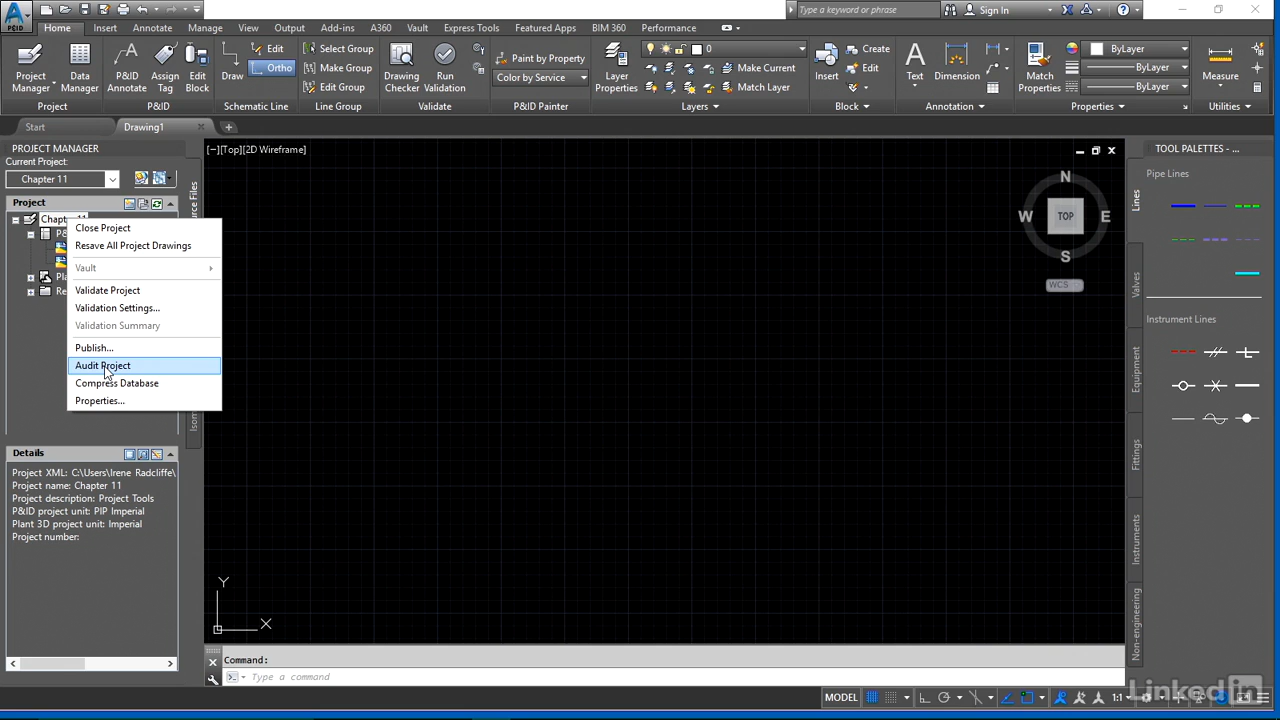 PEID
Type a keyword or phrase
Sign In
Home Insert Annotate Manage Output Add-ins A360 Vault Express Tools Featured Apps BIM 360 Performance
Project Manager
Data Manager
P&ID Annotate
Assign Tag
Edit Block
Draw
Edit
Ortho
Select Group
Make Group
Edit Group
Drawing Checker
Run Validation
Paint by Property
Color by Service
Layer Properties
0
Make Current
Match Layer
Insert
Create
Edit
Text
Dimension
Match Properties
ByLayer
ByLayer
ByLayer
Measure
Project P&ID Schematic Line Line Group Validate P&ID Painter Layers Block Annotation Properties Utilities
Start Drawing1
PROJECT MANAGER
Current Project:
Chapter 11
Project
Close Project
Resave All Project Drawings
Vault
Validate Project
Validation Settings...
Validation Summary
Publish...
Audit Project
Compress Database
Properties...
Source Files
Details
Project XML: C:\Users\Irene Radcliffe\
Project name: Chapter 11
Project description: Project Tools
P&ID project unit: PIP Imperial
Plant 3D project unit: Imperial
Project number:
[−][Top][2D Wireframe]
N
W TOP E
S
WCS
Y
X
Command:
Type a command
TOOL PALETTES - ...
Pipe Lines
Instrument Lines
Lines
Valves
Equipment
Fittings
Instruments
Non-engineering
MODEL
1:1
LinkedIn